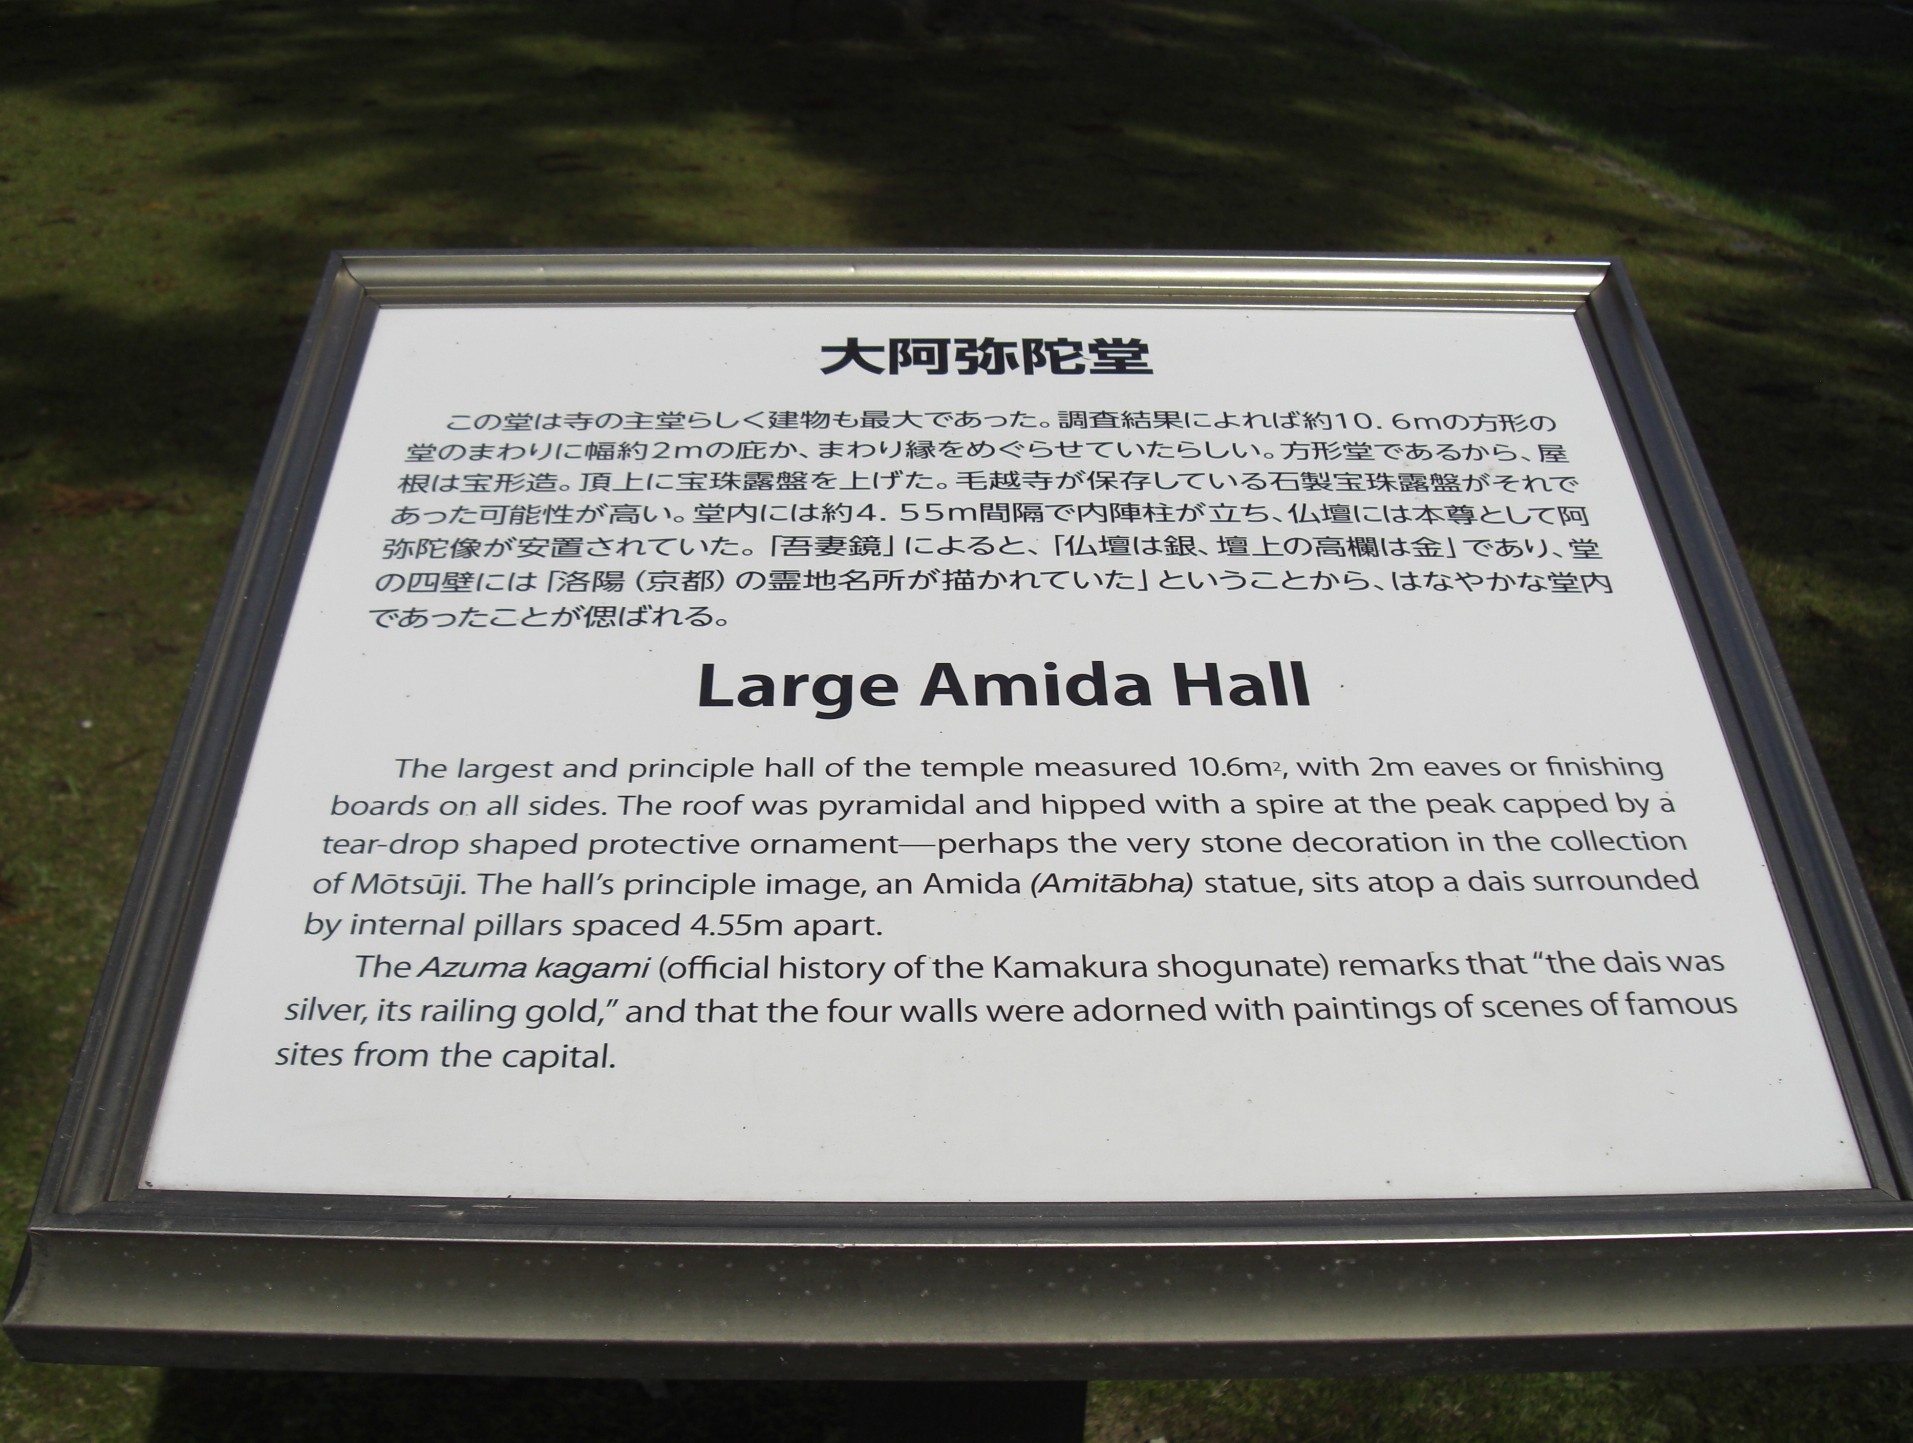 大阿弥陀堂
この堂は寺の主堂らしく建物も最大であった。調査結果によれば約10.6mの方形の
堂のまわりに幅約2mの庇か、まわり縁をめぐらせていたらしい。方形堂であるから、屋
根は宝形造。頂上に宝珠露盤を上げた。毛越寺が保存している石製宝珠露盤がそれで
あった可能性が高い。堂内には約4.55m間隔で内陣柱が立ち、仏壇には本尊として阿
弥陀像が安置されていた。「吾妻鏡」によると、「仏壇は銀、壇上の高欄は金」であり、堂
の四壁には「洛陽（京都）の霊地名所が描かれていた」ということから、はなやかな堂内
であったことが偲ばれる。
Large Amida Hall
The largest and principle hall of the temple measured 10.6m², with 2m eaves or finishing
boards on all sides. The roof was pyramidal and hipped with a spire at the peak capped by a
tear-drop shaped protective ornament—perhaps the very stone decoration in the collection
of Mōtsūji. The hall’s principle image, an Amida (Amitābha) statue, sits atop a dais surrounded
by internal pillars spaced 4.55m apart.
The Azuma kagami (official history of the Kamakura shogunate) remarks that “the dais was
silver, its railing gold,” and that the four walls were adorned with paintings of scenes of famous
sites from the capital.